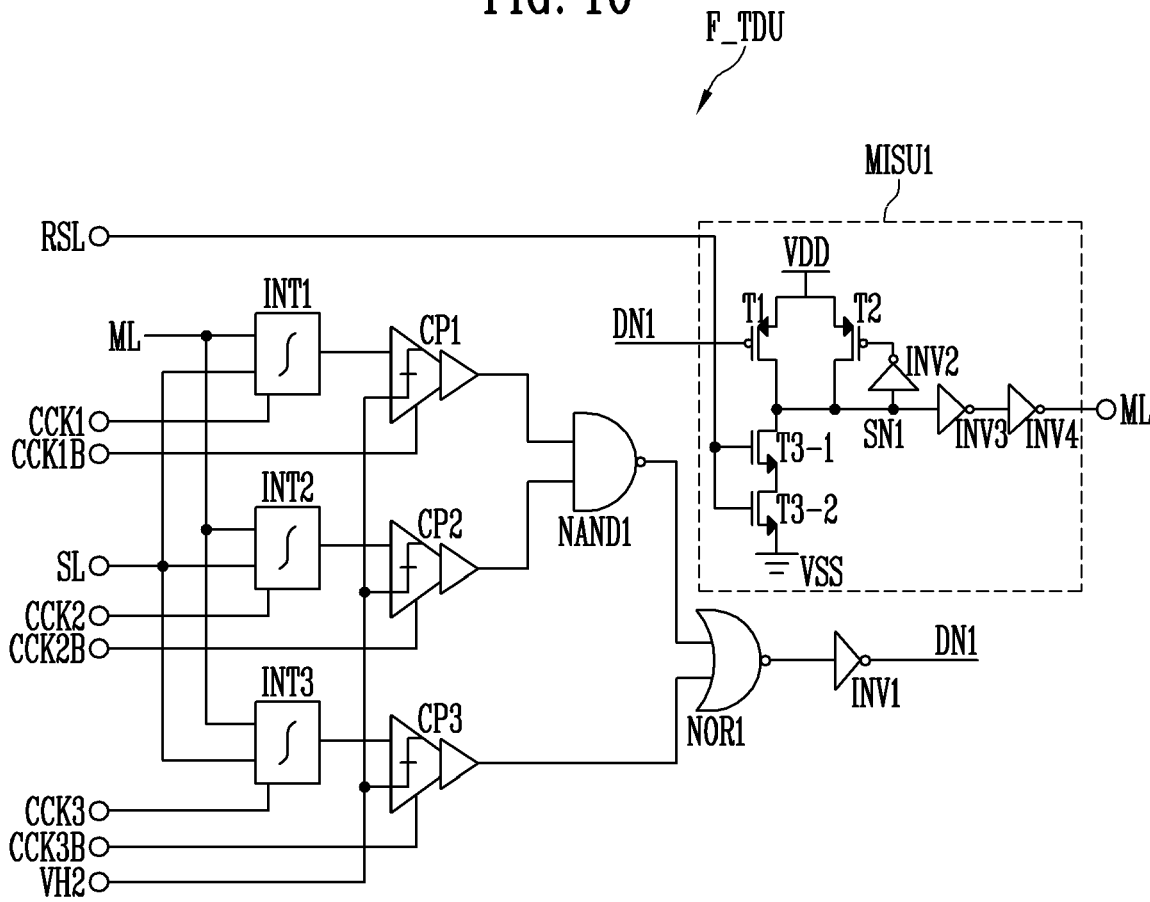 FIG. 10
F_TDU
MISU1
RSL
VDD
INT1
T1
T2
ML
CP1
DN1
INV2
CCK1
SN1
INV3
INV4
ML
CCK1B
T3-1
INT2
CP2
T3-2
NAND1
SL
VSS
CCK2
CCK2B
DN1
INT3
INV1
CP3
NOR1
CCK3
CCK3B
VH2